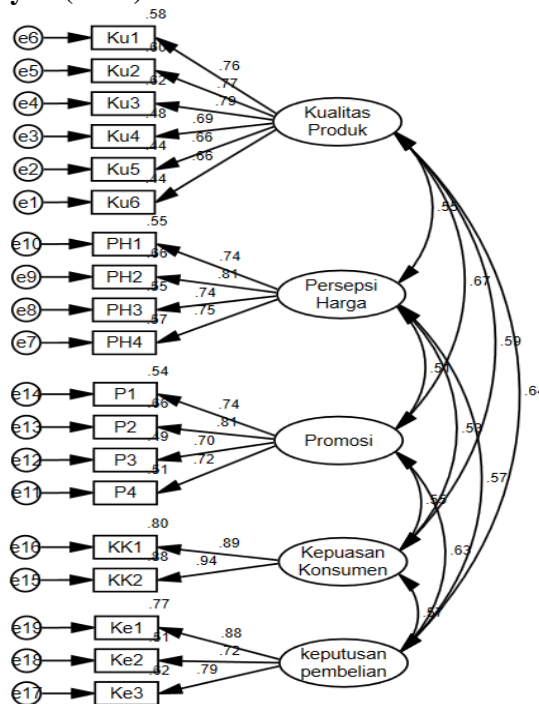 .58
e6 Ku1
.60
.76
e5 Ku2
.62
.77
e4 Ku3
.79
.48
e3 Ku4
.69
.44
e2 Ku5
.66
.44
e1 Ku6
.66
Kualitas
Produk
.55
e10 PH1
.74
.66
e9 PH2
.81
.55
e8 PH3
.74
.57
e7 PH4
.75
Persepsi
Harga
.54
e14 P1
.74
.66
e13 P2
.81
.49
e12 P3
.70
.51
e11 P4
.72
Promosi
.80
e16 KK1
.89
.88
e15 KK2
.94
Kepuasan
Konsumen
.77
e19 Ke1
.88
.51
e18 Ke2
.72
.62
e17 Ke3
.79
keputusan
pembelian
.55
.67
.59
.64
.51
.53
.57
.55
.63
.57